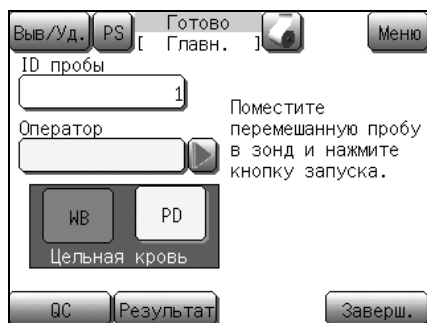 Выв/Уд. PS Готово Меню
[ Главн. ]
ID пробы
1
Оператор
Поместите
перемешанную пробу
в зонд и нажмите
кнопку запуска.
WB PD
Цельная кровь
QC Результат Заверш.